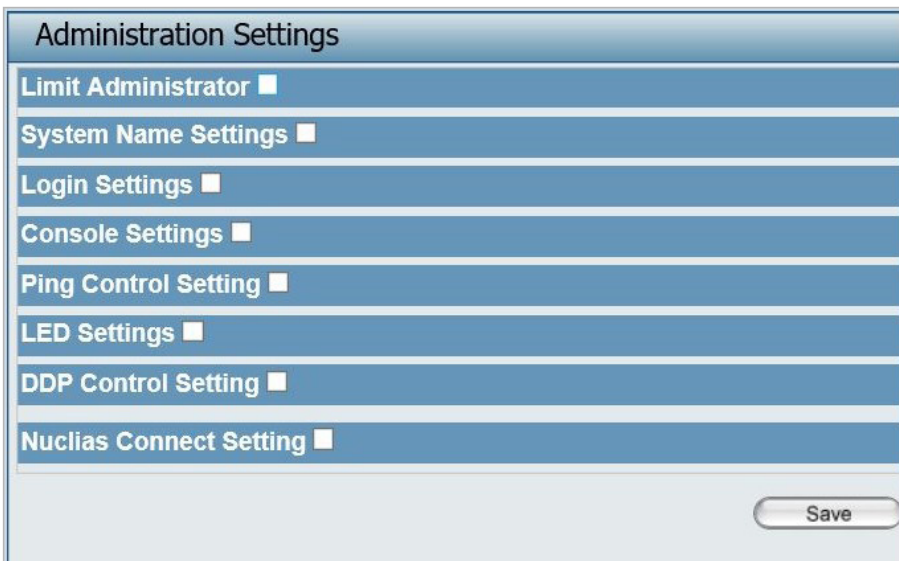 Administration Settings
Limit Administrator
System Name Settings
Login Settings
Console Settings
Ping Control Setting
LED Settings
DDP Control Setting
Nuclias Connect Setting
Save